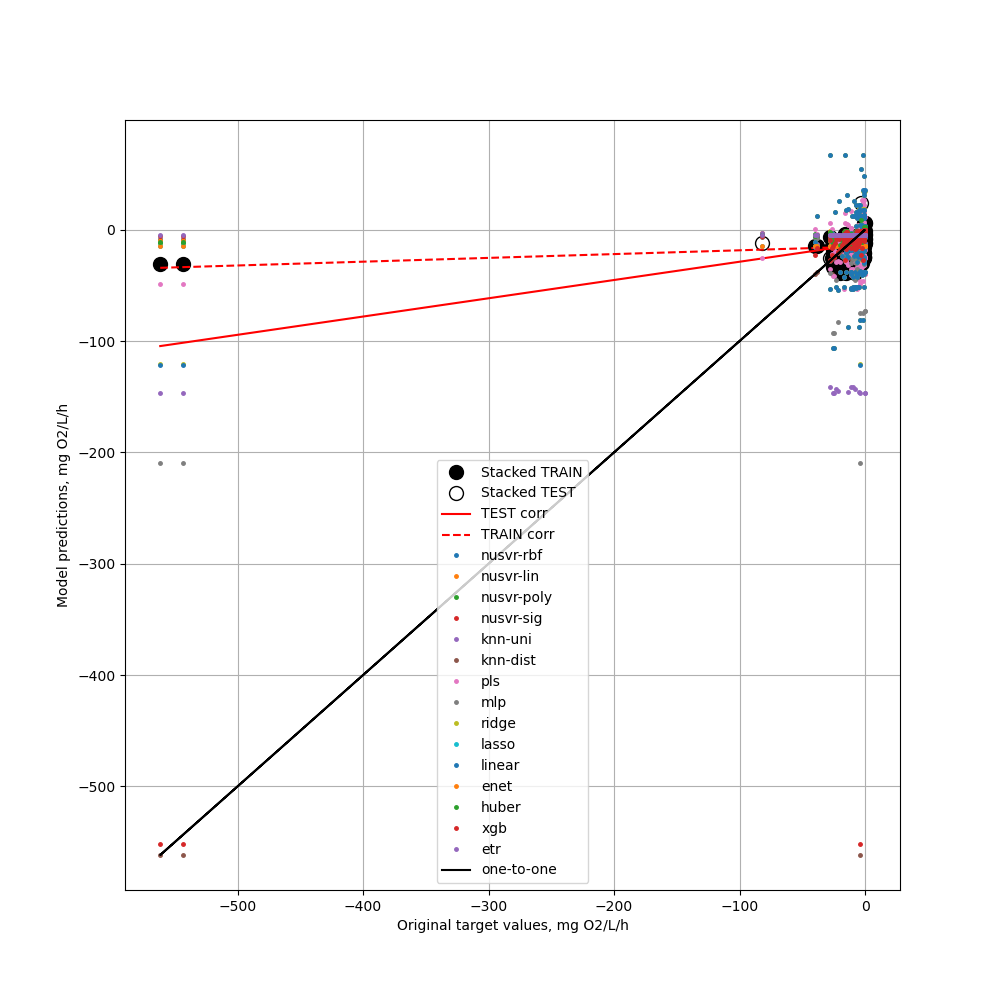 0
−100
−200
−300
−400
−500
Model predictions, mg O2/L/h
Stacked TRAIN
Stacked TEST
TEST corr
TRAIN corr
nusvr-rbf
nusvr-lin
nusvr-poly
nusvr-sig
knn-uni
knn-dist
pls
mlp
ridge
lasso
linear
enet
huber
xgb
etr
one-to-one
−500 −400 −300 −200 −100 0
Original target values, mg O2/L/h